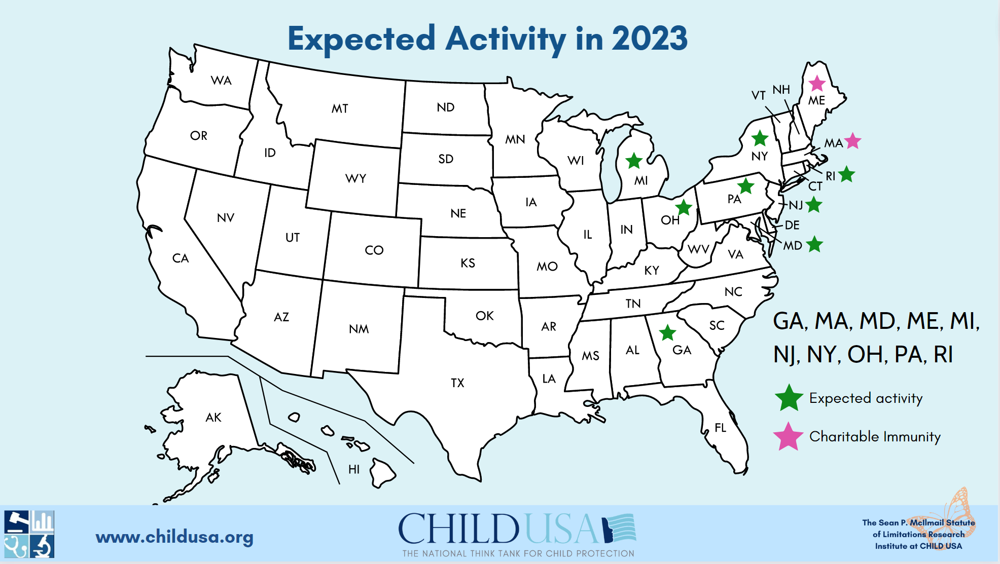 Expected Activity in 2023
WA
MT
ND
MN
VT
NH
ME
OR
ID
SD
WI
MI
NY
MA
WY
RI
CT
NV
NE
IA
PA
NJ
UT
CO
IL
IN
OH
DE
CA
KS
MO
WV
VA
MD
KY
AZ
NM
OK
TN
NC
AR
SC
MS
AL
GA
TX
LA
AK
FL
HI
GA, MA, MD, ME, MI,
NJ, NY, OH, PA, RI
Expected activity
Charitable Immunity
www.childusa.org
CHILD USA
THE NATIONAL THINK TANK FOR CHILD PROTECTION
The Sean P. McIlmail Statute
of Limitations Research
Institute at CHILD USA